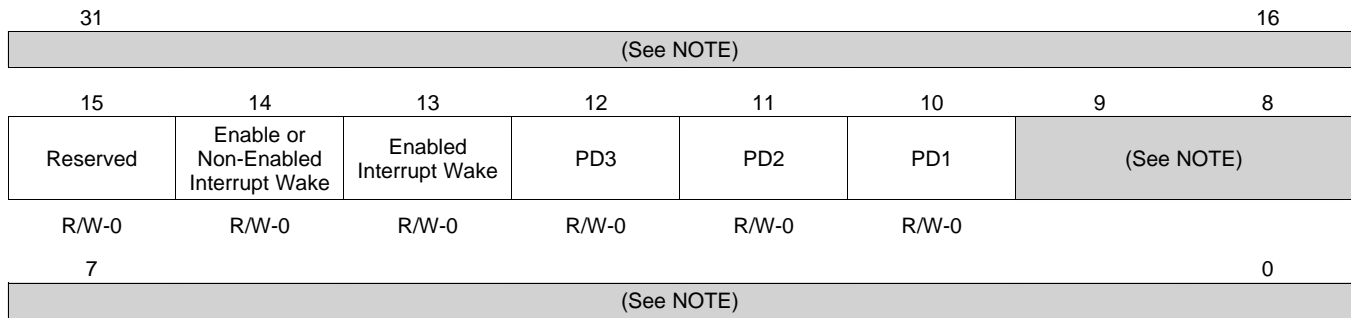 31 16
(See NOTE)
15 14 13 12 11 10 9 8
Reserved
Enable or
Non-Enabled
Interrupt Wake
Enabled
Interrupt Wake
PD3
PD2
PD1
(See NOTE)
R/W-0 R/W-0 R/W-0 R/W-0 R/W-0 R/W-0
7 0
(See NOTE)